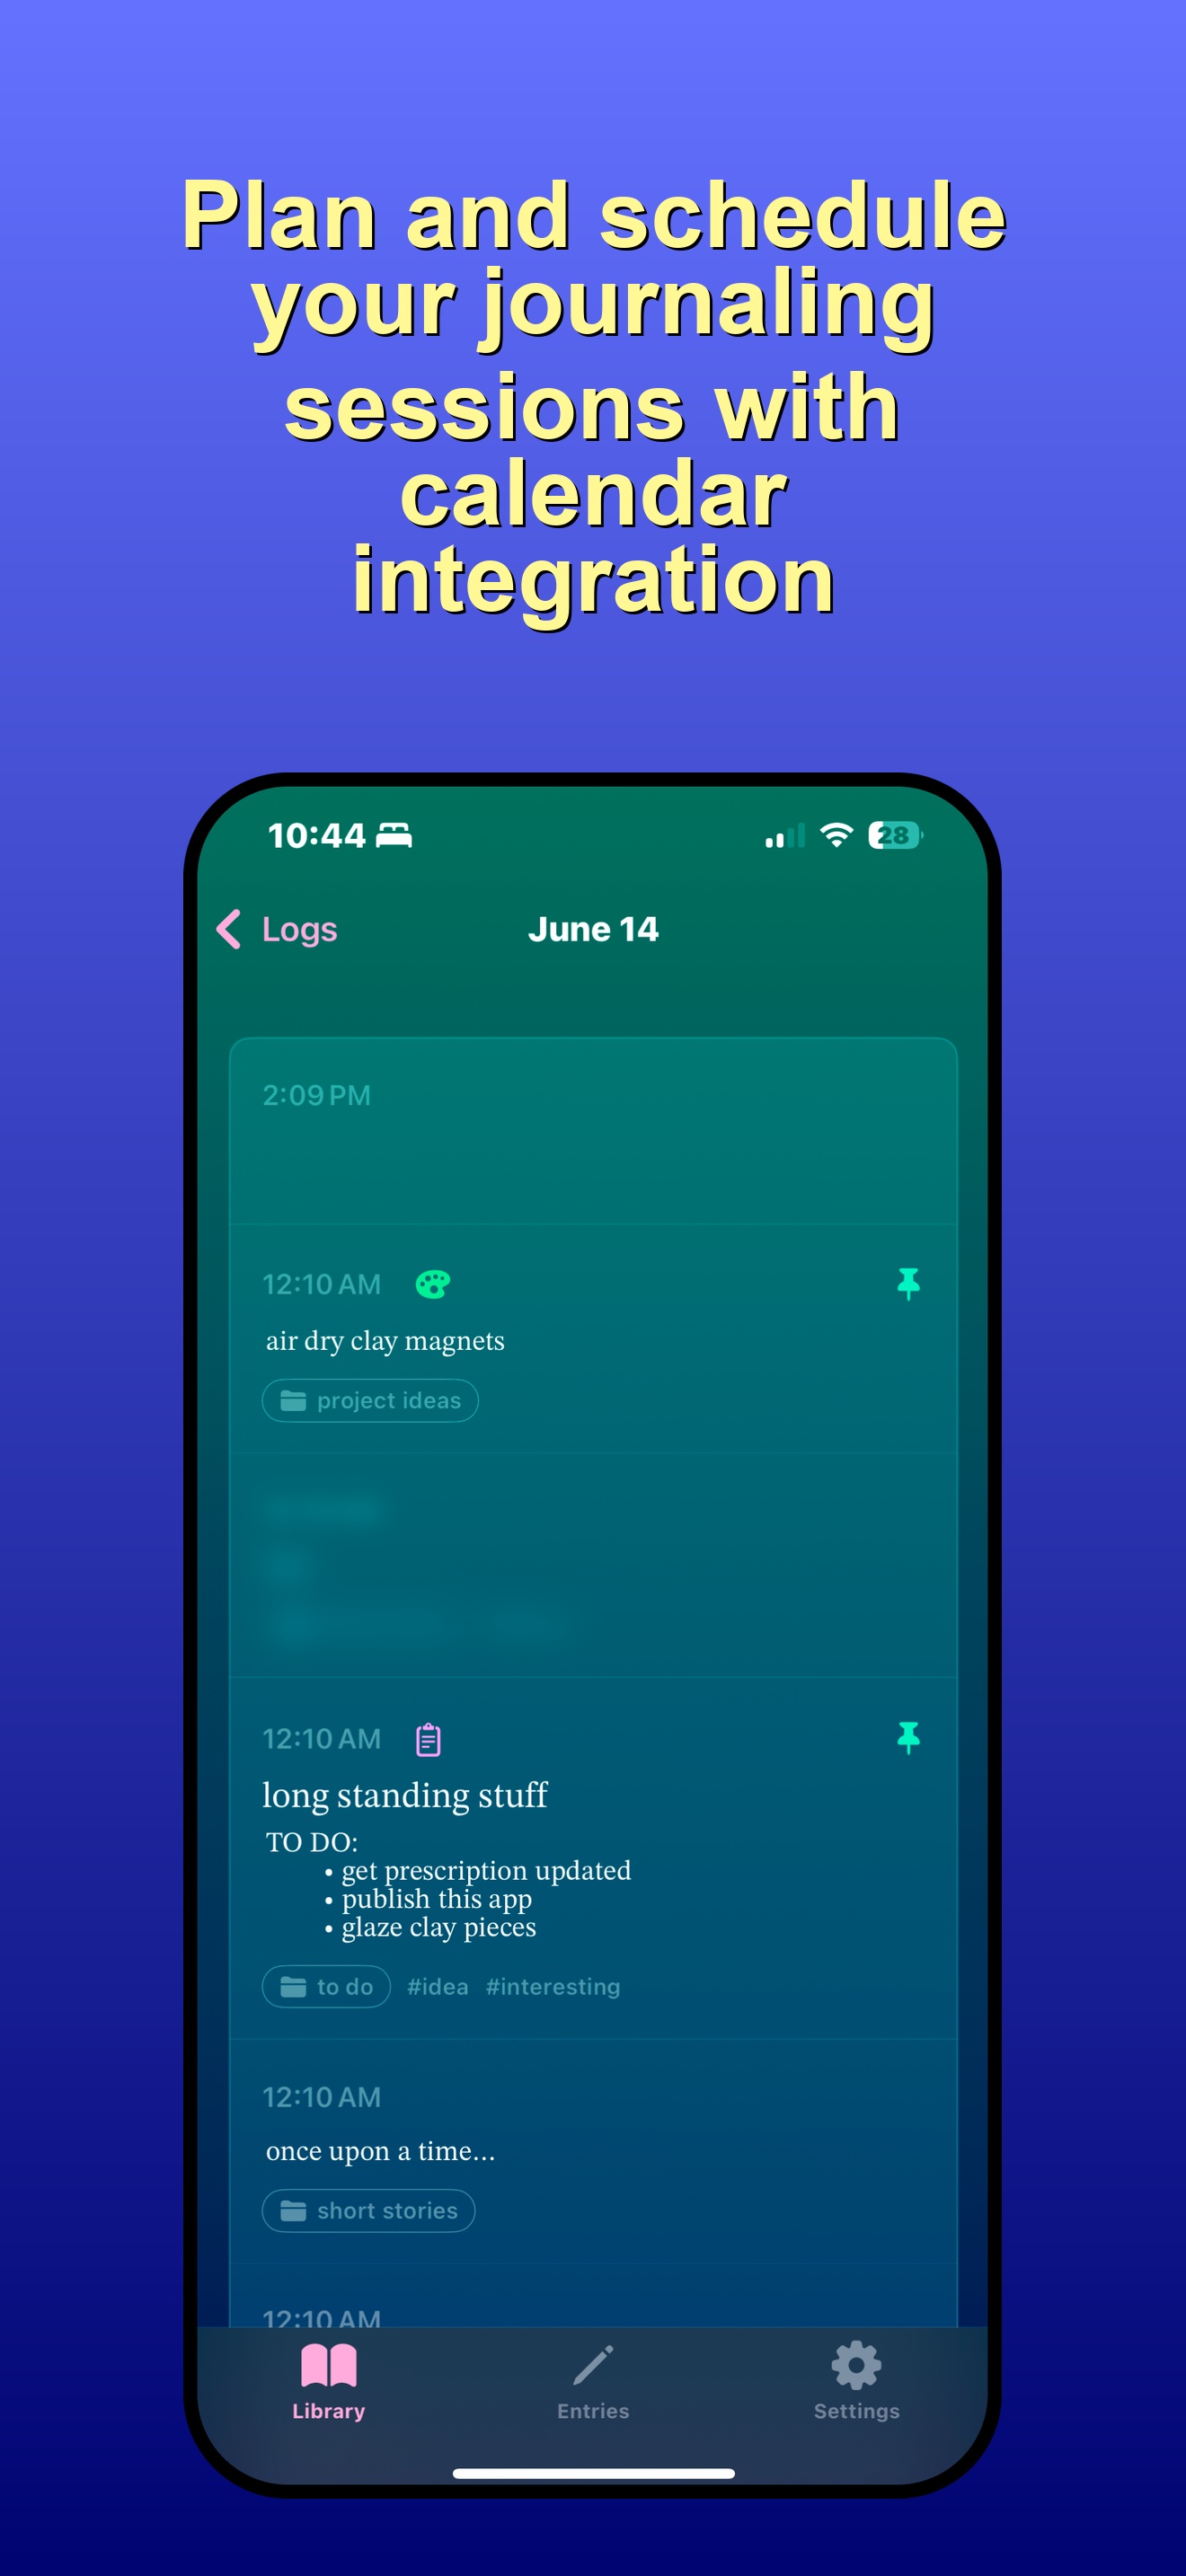 Plan and schedule
your journaling
sessions with
calendar
integration
10:44
28
Logs
June 14
2:09 PM
12:10 AM
air dry clay magnets
project ideas
12:10 AM
long standing stuff
TO DO:
• get prescription updated
• publish this app
• glaze clay pieces
to do #idea #interesting
12:10 AM
once upon a time...
short stories
12:10 AM
Library
Entries
Settings